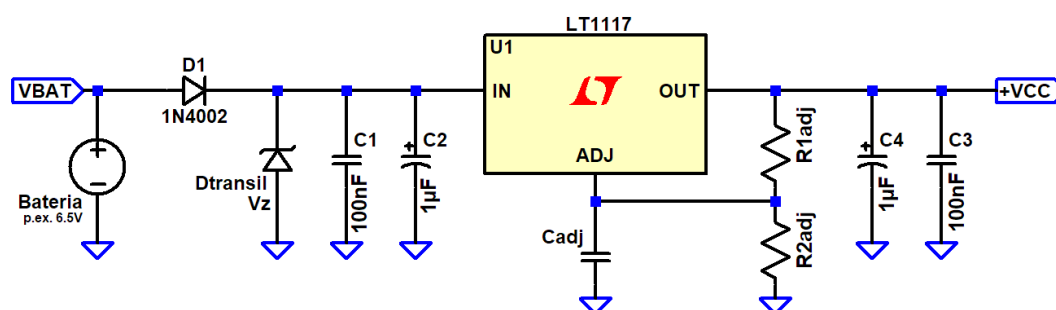 LT1117
U1
IN
OUT
ADJ
VBAT
D1
1N4002
+VCC
Bateria
p.ex. 6.5V
Dtransil
Vz
C1
100nF
C2
1µF
Cadj
R1adj
R2adj
C4
1µF
C3
100nF